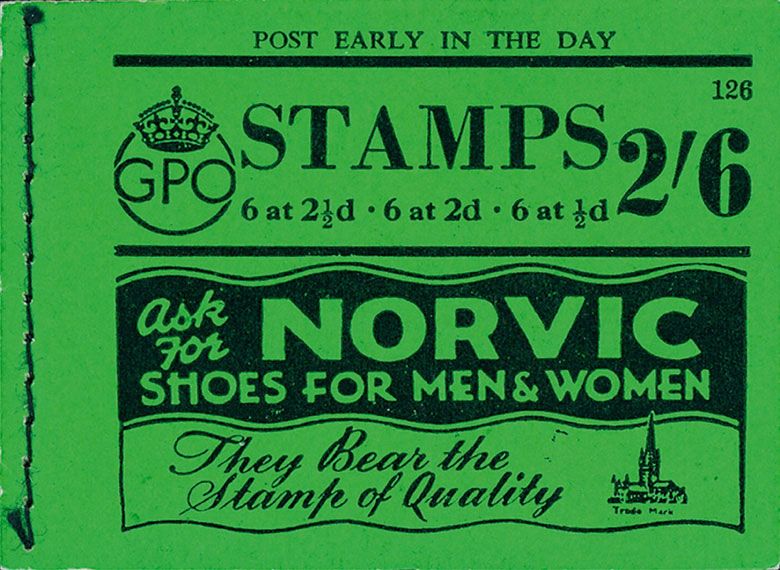 POST EARLY IN THE DAY
126
GPO
STAMPS 2/6
6 at 2½d · 6 at 2d · 6 at ½d
Ask for NORVIC
SHOES FOR MEN & WOMEN
They Bear the
Stamp of Quality
Trade Mark